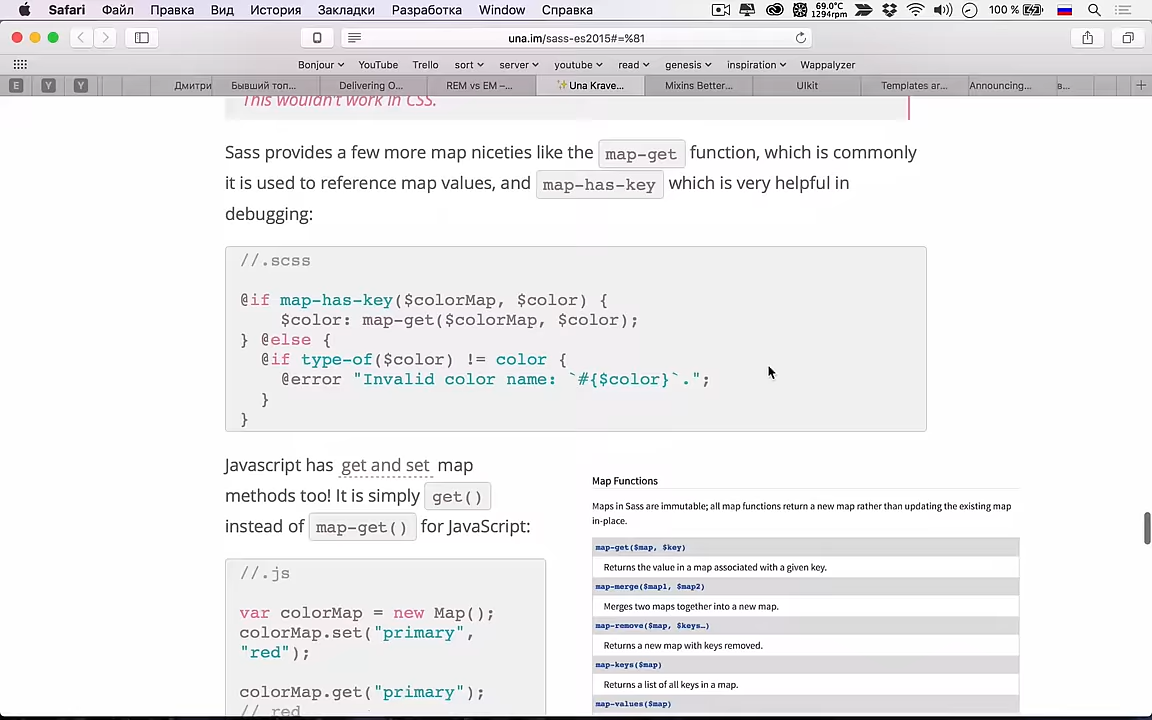 Safari Файл Правка Вид История Закладки Разработка Window Справка 69.0°C 1294rpm 100 %
una.im/sass-es2015#=%81
Bonjour YouTube Trello sort server youtube read genesis inspiration Wappalyzer
E Y Y Дмитри Бывший топ... Delivering O... REM vs EM –... ✨Una Krave... Mixins Better... UIkit Templates ar... Announcing... в...
This wouldn't work in CSS.
Sass provides a few more map niceties like the map-get function, which is commonly
it is used to reference map values, and map-has-key which is very helpful in
debugging:
//.scss
@if map-has-key($colorMap, $color) {
$color: map-get($colorMap, $color);
} @else {
@if type-of($color) != color {
@error "Invalid color name: `#{$color}`.";
}
}
Javascript has get and set map
methods too! It is simply get()
instead of map-get() for JavaScript:
//.js
var colorMap = new Map();
colorMap.set("primary",
"red");
colorMap.get("primary");
// red
Map Functions
Maps in Sass are immutable; all map functions return a new map rather than updating the existing map
in-place.
map-get($map, $key)
Returns the value in a map associated with a given key.
map-merge($map1, $map2)
Merges two maps together into a new map.
map-remove($map, $keys…)
Returns a new map with keys removed.
map-keys($map)
Returns a list of all keys in a map.
map-values($map)